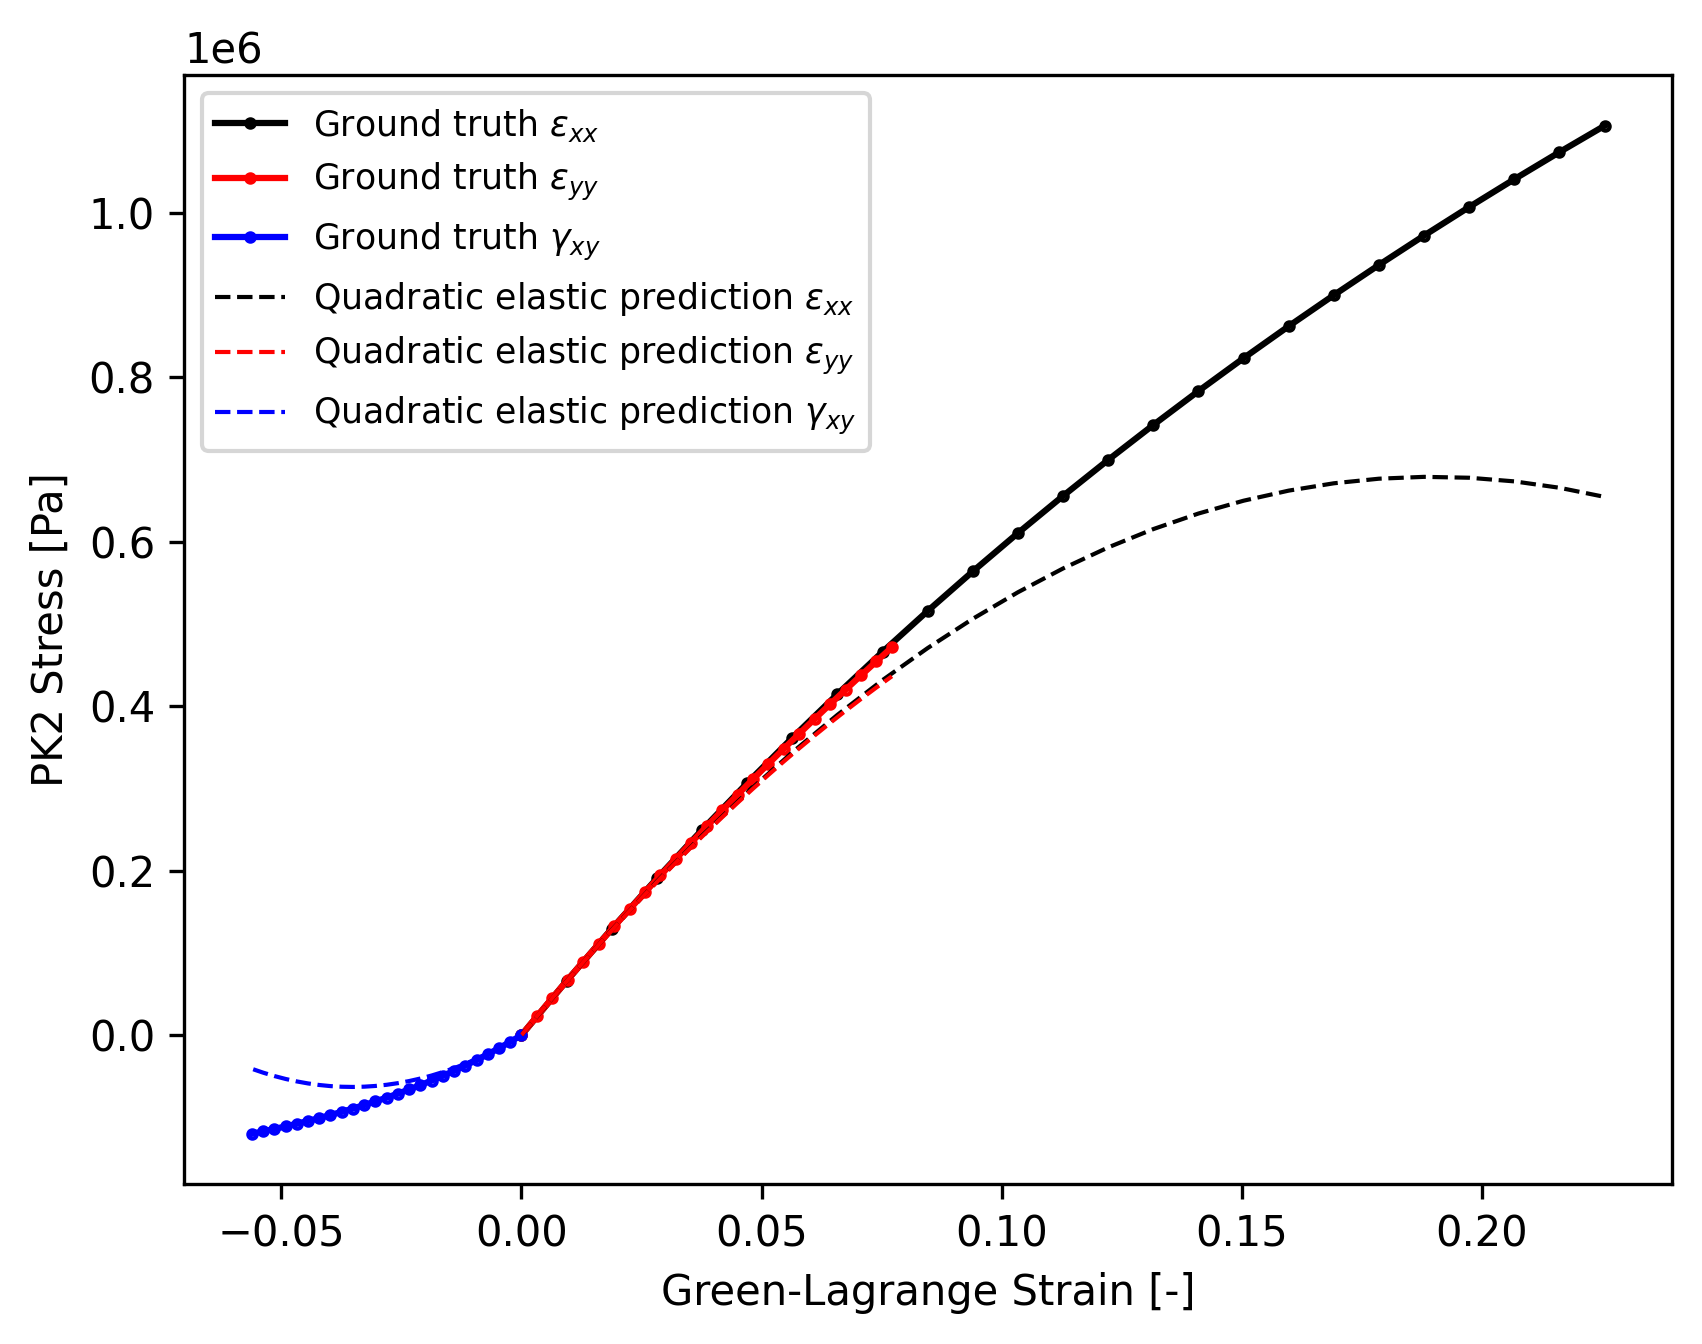 1e6
Ground truth εxx
Ground truth εyy
Ground truth γxy
Quadratic elastic prediction εxx
Quadratic elastic prediction εyy
Quadratic elastic prediction γxy
1.0
0.8
0.6
0.4
0.2
0.0
PK2 Stress [Pa]
−0.05 0.00 0.05 0.10 0.15 0.20
Green-Lagrange Strain [-]